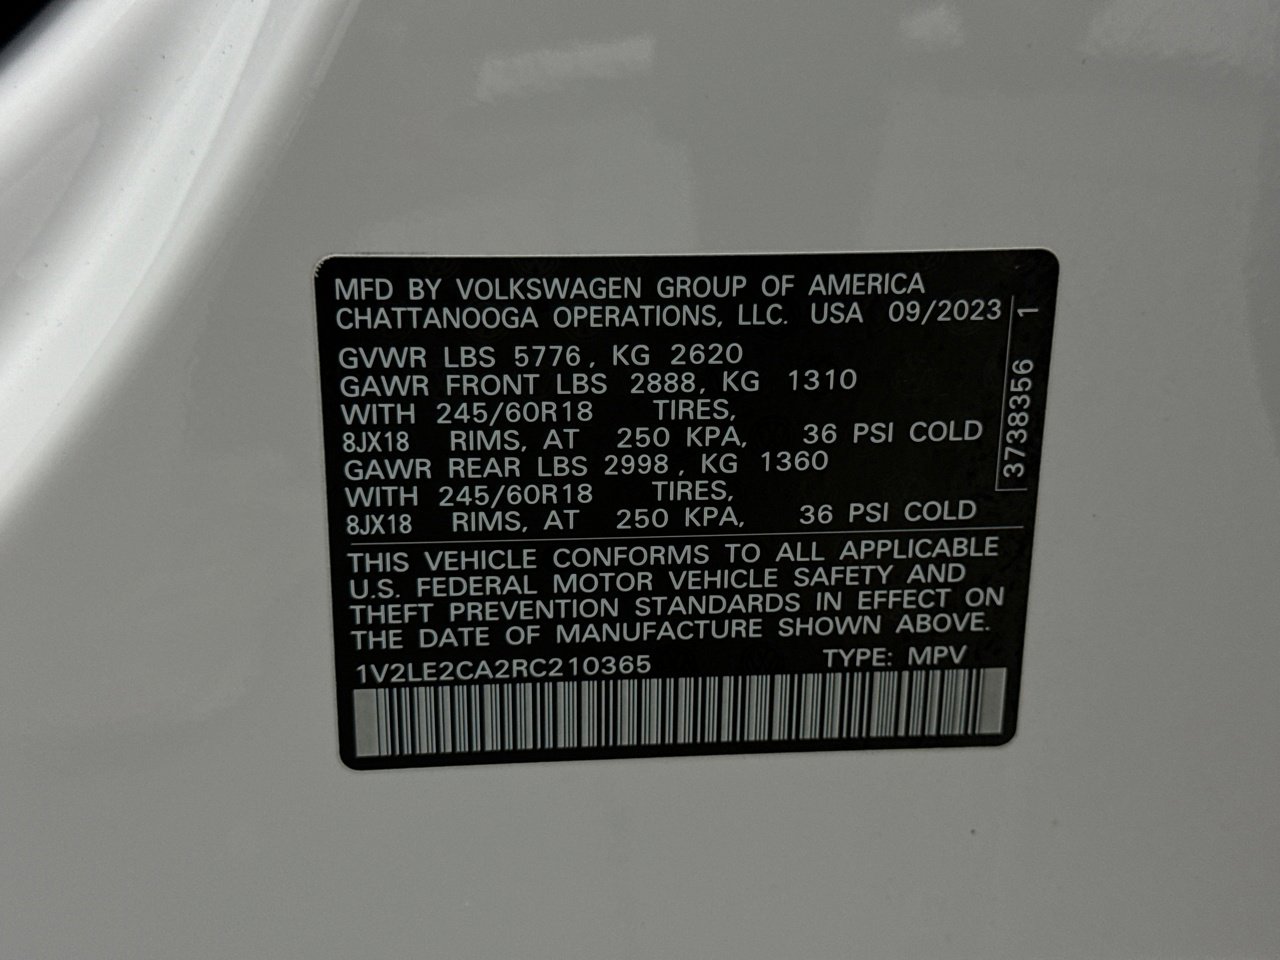 MFD BY VOLKSWAGEN GROUP OF AMERICA
CHATTANOOGA OPERATIONS, LLC. USA 09/2023
GVWR LBS 5776, KG 2620
GAWR FRONT LBS 2888, KG 1310
WITH 245/60R18 TIRES,
8JX18 RIMS, AT 250 KPA, 36 PSI COLD
GAWR REAR LBS 2998, KG 1360
WITH 245/60R18 TIRES,
8JX18 RIMS, AT 250 KPA, 36 PSI COLD
3738356 1
THIS VEHICLE CONFORMS TO ALL APPLICABLE
U.S. FEDERAL MOTOR VEHICLE SAFETY AND
THEFT PREVENTION STANDARDS IN EFFECT ON
THE DATE OF MANUFACTURE SHOWN ABOVE.
1V2LE2CA2RC210365 TYPE: MPV